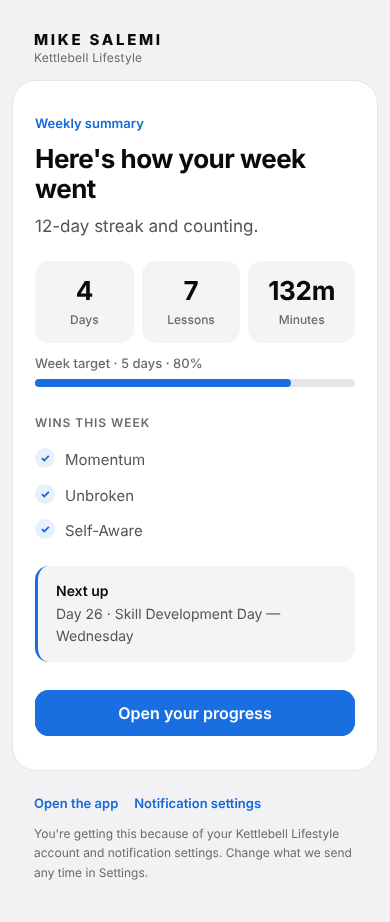 MIKE SALEMI
Kettlebell Lifestyle
Weekly summary
Here's how your week
went
12-day streak and counting.
4
Days
7
Lessons
132m
Minutes
Week target · 5 days · 80%
WINS THIS WEEK
Momentum
Unbroken
Self-Aware
Next up
Day 26 · Skill Development Day —
Wednesday
Open your progress
Open the app
Notification settings
You're getting this because of your Kettlebell Lifestyle
account and notification settings. Change what we send
any time in Settings.